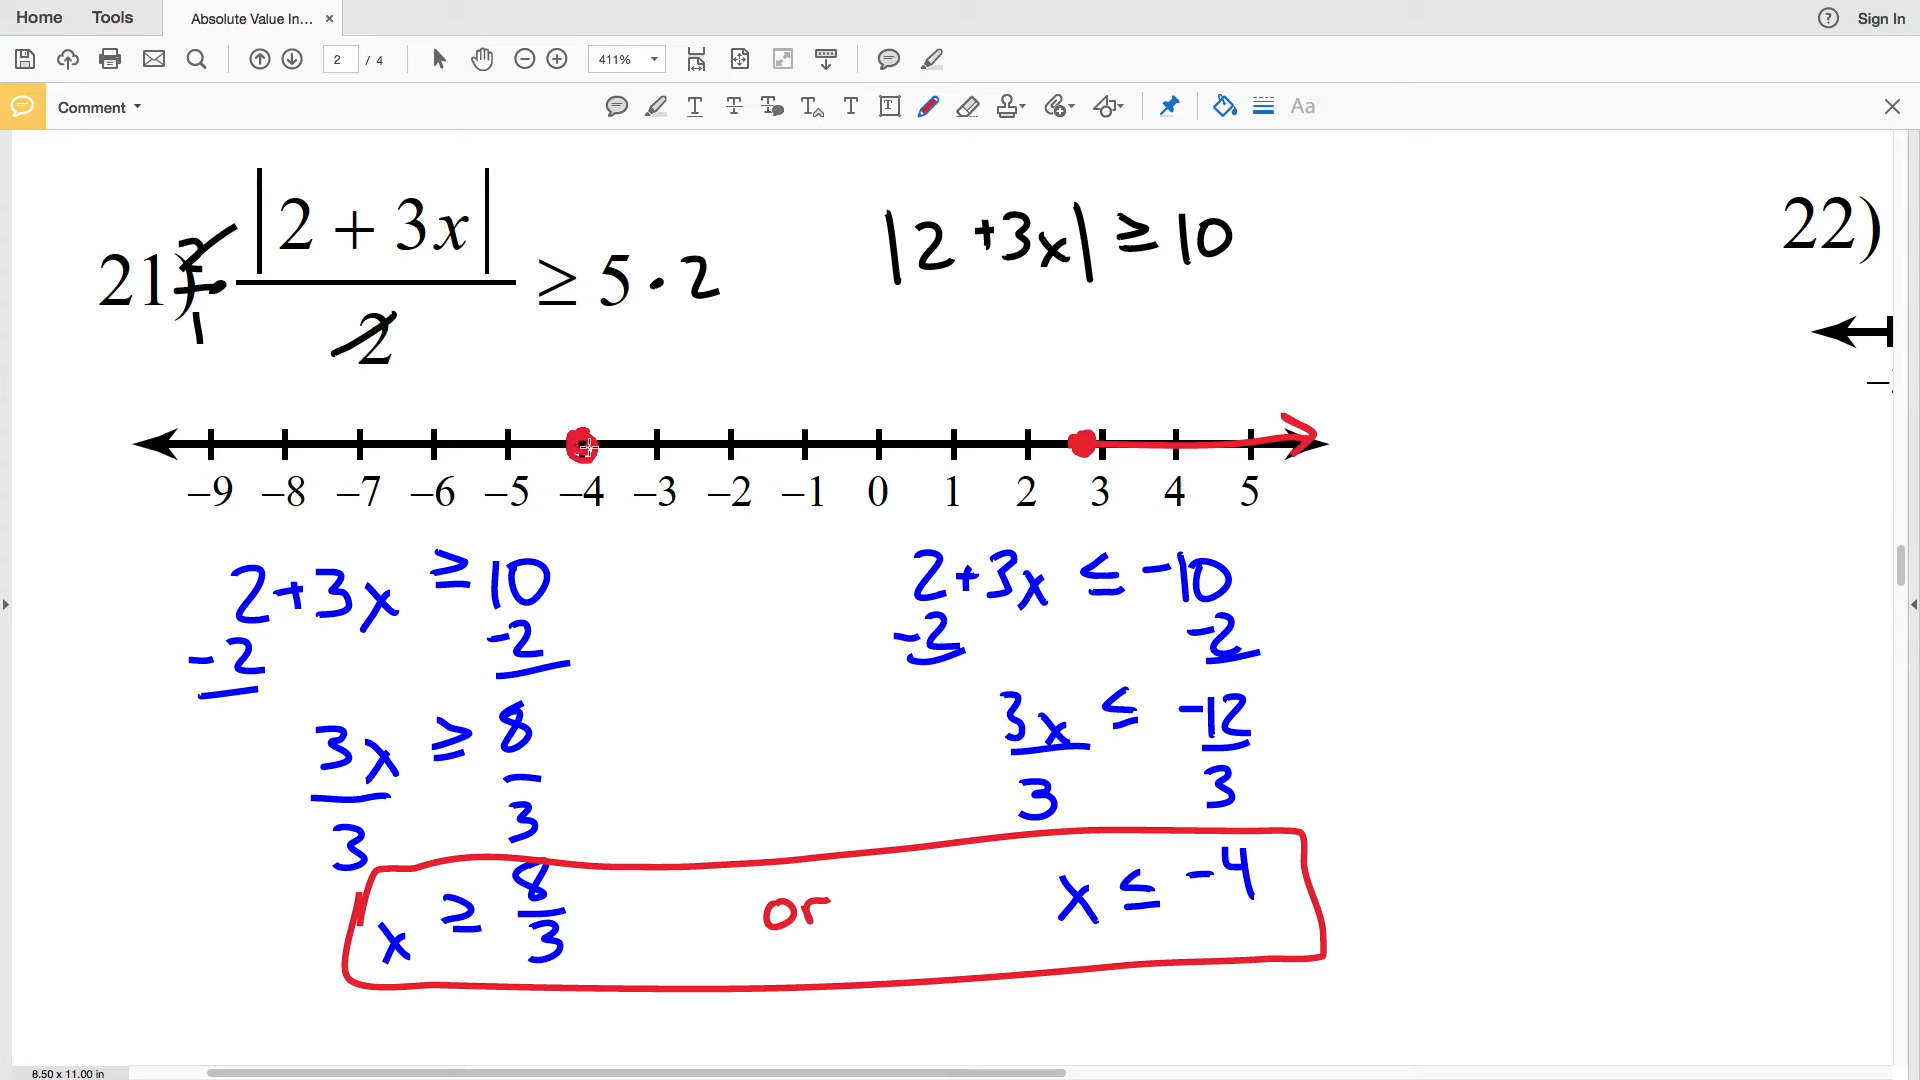 Home Tools Absolute Value In... × ? Sign In
2 / 4 411%
Comment T T T T T T Aa
21) 2/1 · |2 + 3x|/2 ≥ 5 · 2
|2 + 3x| ≥ 10
22)
–9 –8 –7 –6 –5 –4 –3 –2 –1 0 1 2 3 4 5
2+3x ≥ 10
-2 -2
3x ≥ 8
3 3
x ≥ 8/3
or
2+3x ≤ -10
-2 -2
3x ≤ -12
3 3
x ≤ -4
8.50 x 11.00 in